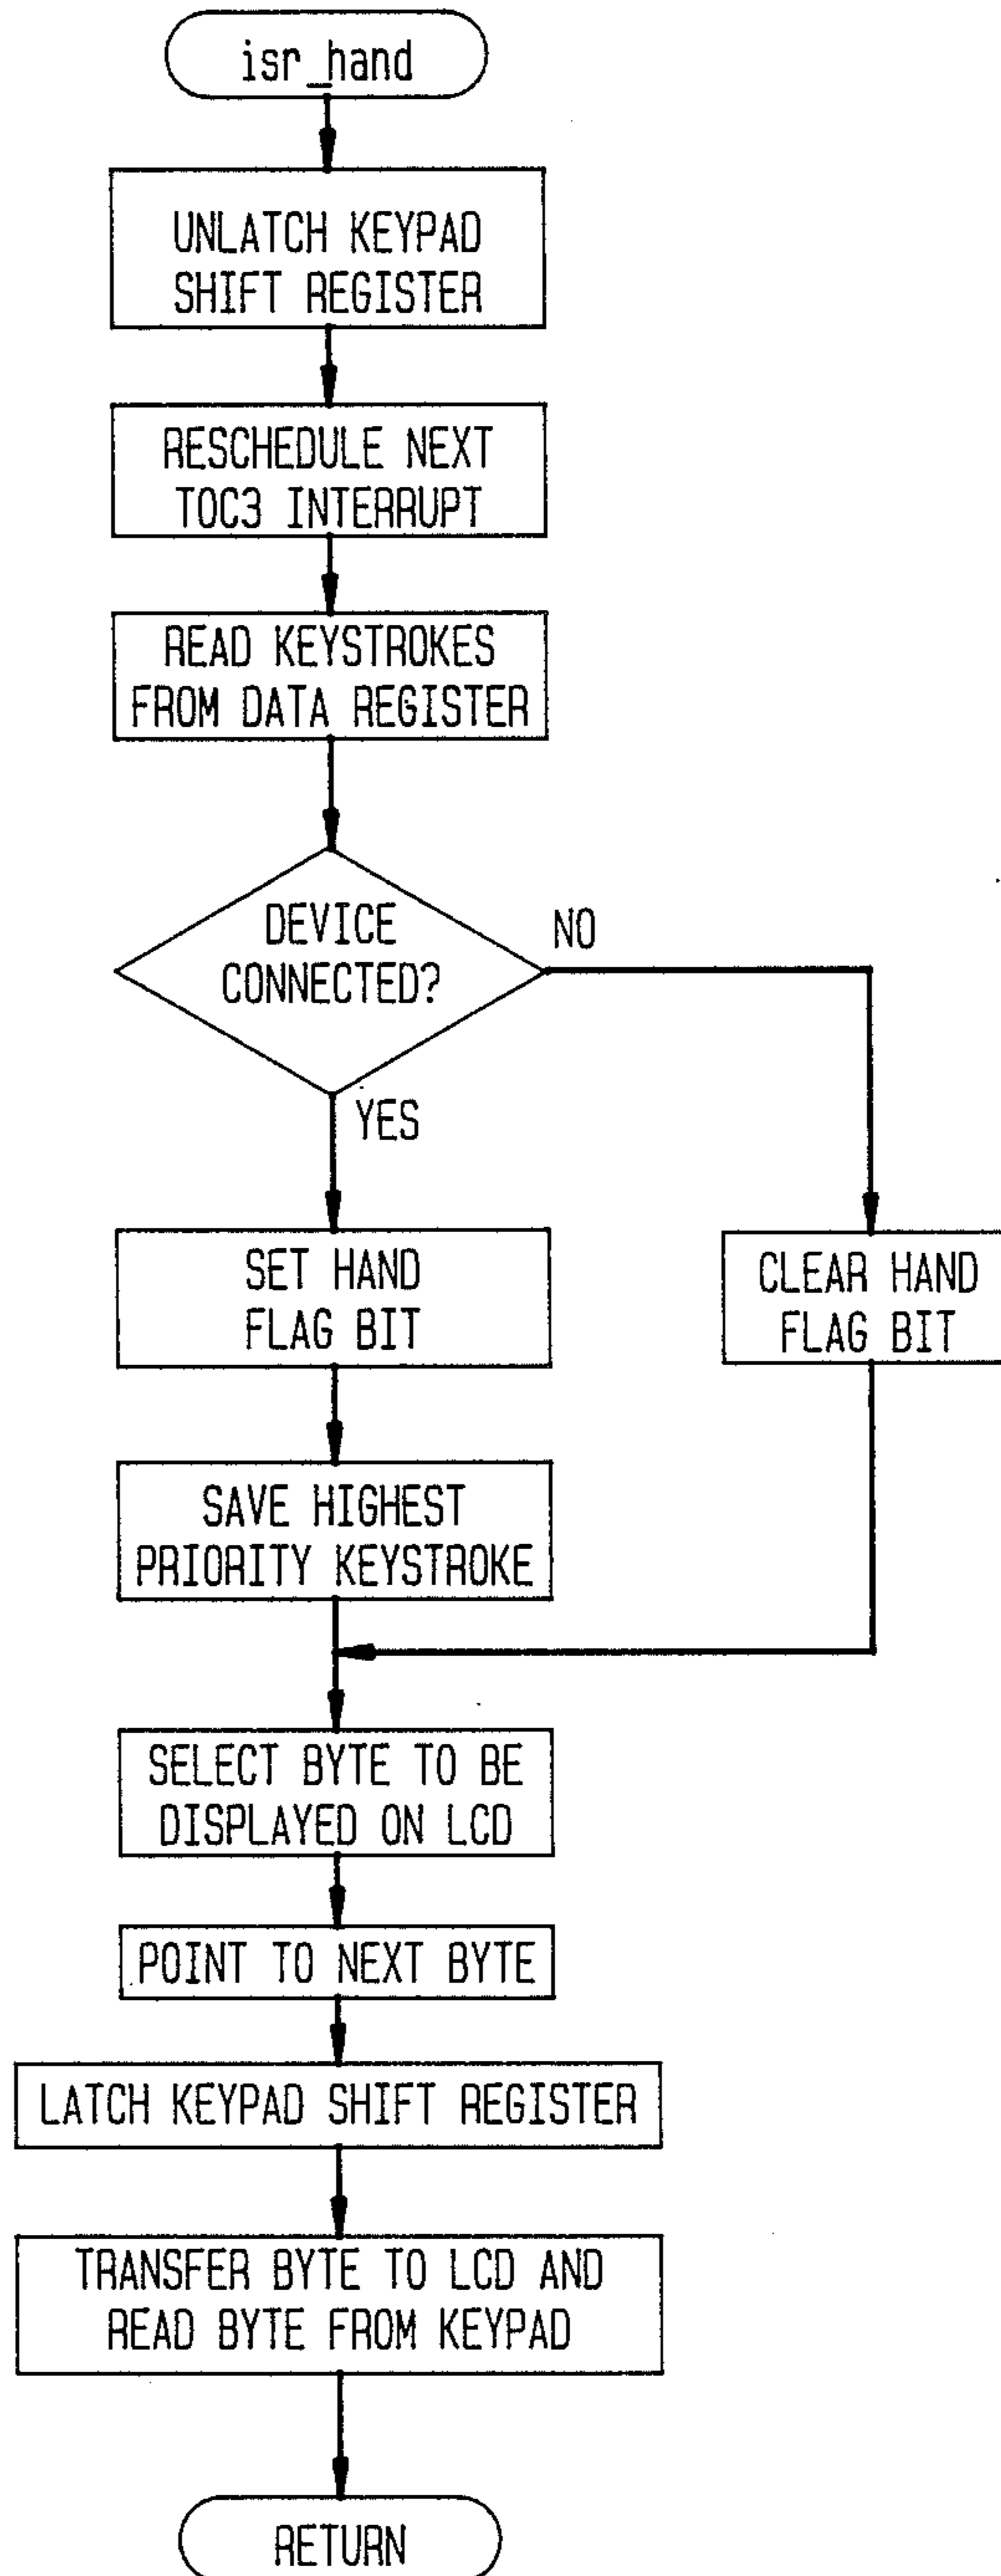 isr_hand
UNLATCH KEYPAD
SHIFT REGISTER
RESCHEDULE NEXT
TOC3 INTERRUPT
READ KEYSTROKES
FROM DATA REGISTER
DEVICE
CONNECTED?
NO
YES
SET HAND
FLAG BIT
CLEAR HAND
FLAG BIT
SAVE HIGHEST
PRIORITY KEYSTROKE
SELECT BYTE TO BE
DISPLAYED ON LCD
POINT TO NEXT BYTE
LATCH KEYPAD SHIFT REGISTER
TRANSFER BYTE TO LCD AND
READ BYTE FROM KEYPAD
RETURN